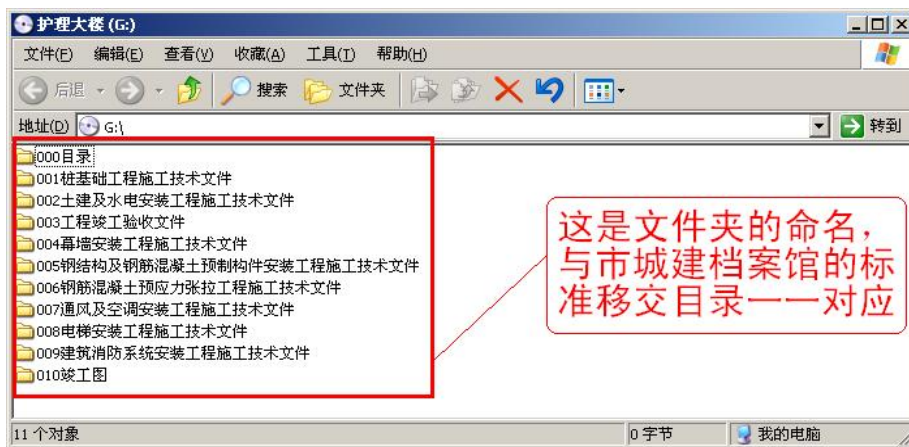 护理大楼 (G:)
文件(F) 编辑(E) 查看(V) 收藏(A) 工具(T) 帮助(H)
后退 搜索 文件夹
地址(D) G:\ 转到
000目录
001桩基础工程施工技术文件
002土建及水电安装工程施工技术文件
003工程竣工验收文件
004幕墙安装工程施工技术文件
005钢结构及钢筋混凝土预制构件安装工程施工技术文件
006钢筋混凝土预应力张拉工程施工技术文件
007通风及空调安装工程施工技术文件
008电梯安装工程施工技术文件
009建筑消防系统安装工程施工技术文件
010竣工图
这是文件夹的命名,
与市城建档案馆的标
准移交目录一一对应
11 个对象 0 字节 我的电脑